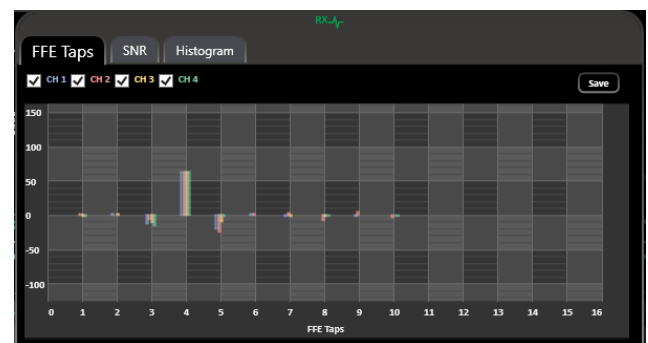 RX
FFE Taps SNR Histogram
CH 1 CH 2 CH 3 CH 4 Save
150
100
50
0
-50
-100
0 1 2 3 4 5 6 7 8 9 10 11 12 13 14 15 16
FFE Taps